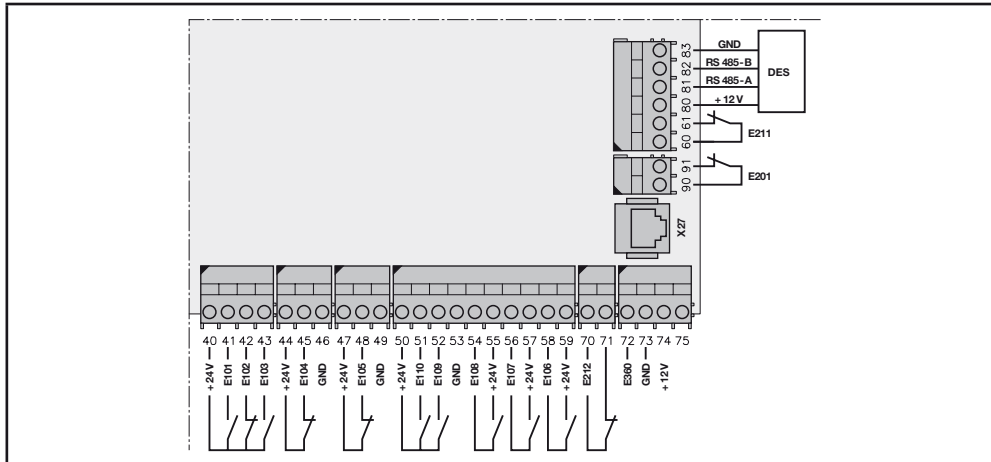 83 GND
82 RS 485-B
81 RS 485-A
80 + 12 V
DES
61
60
E211
91
90
E201
X27
40 41 42 43 44 45 46 47 48 49 50 51 52 53 54 55 56 57 58 59 70 71 72 73 74 75
+24V E101 E102 E103 +24V E104 GND +24V E105 GND +24V E110 E109 GND E108 +24V E107 +24V E106 +24V E212 E360 GND +12V